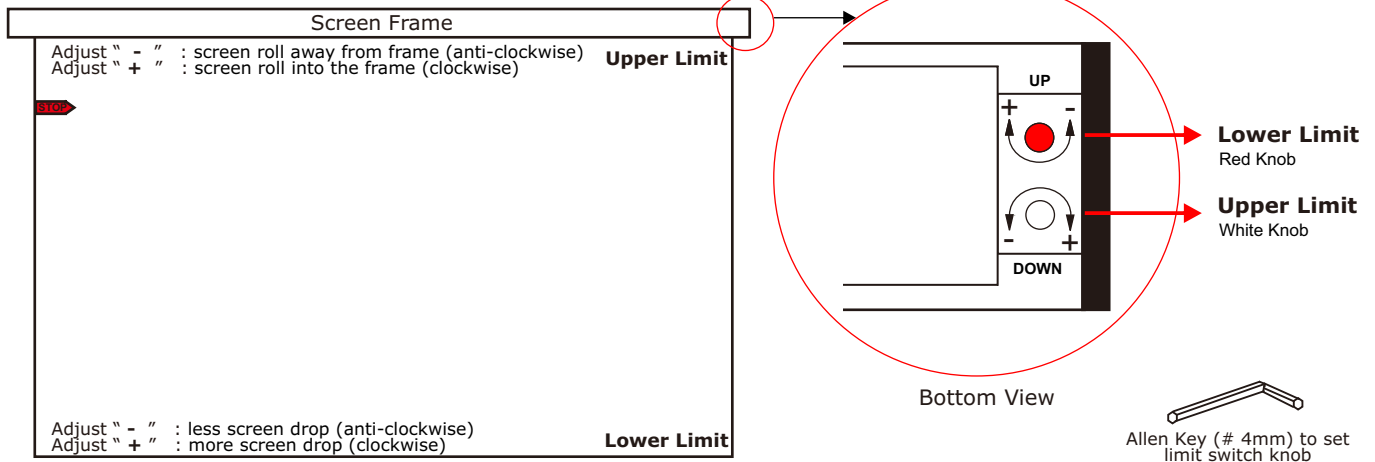 Screen Frame
Adjust “ - ” : screen roll away from frame (anti-clockwise)
Adjust “ + ” : screen roll into the frame (clockwise)
Upper Limit
STOP
Adjust “ - ” : less screen drop (anti-clockwise)
Adjust “ + ” : more screen drop (clockwise)
Lower Limit
UP
+ -
- +
DOWN
Lower Limit
Red Knob
Upper Limit
White Knob
Bottom View
Allen Key (# 4mm) to set
limit switch knob